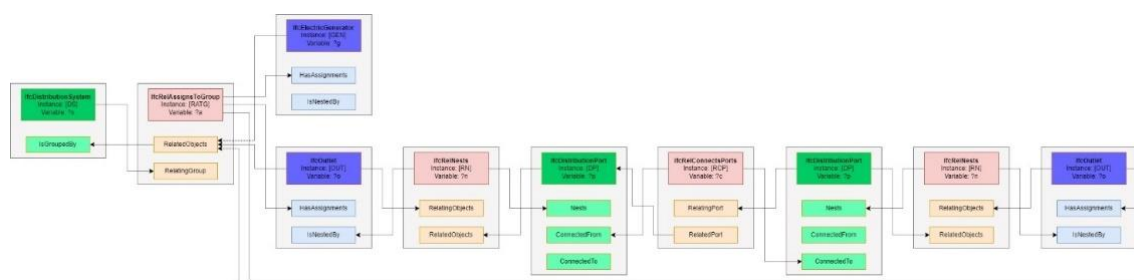 IfcElectricGenerator
Instance: [GEN]
Variable: ?g
HasAssignments
IsNestedBy
IfcDistributionSystem
Instance: [DS]
IsGroupedBy
IfcRelAssignsToGroup
Instance: [RATG]
Variable: ?a
RelatedObjects
RelatingGroup
IfcOutlet
Instance: [OUT]
Variable: ?o
HasAssignments
IsNestedBy
IfcRelNests
Instance: [RN]
Variable: ?n
RelatingObjects
RelatedObjects
IfcDistributionPort
Instance: [DP]
Nests
ConnectedFrom
ConnectedTo
IfcRelConnectsPorts
Instance: [RCP]
Variable: ?c
RelatingPort
RelatedPort
IfcDistributionPort
Instance: [DP]
Nests
ConnectedFrom
ConnectedTo
IfcRelNests
Instance: [RN]
Variable: ?n
RelatingObjects
RelatedObjects
IfcOutlet
Instance: [OUT]
Variable: ?o
HasAssignments
IsNestedBy